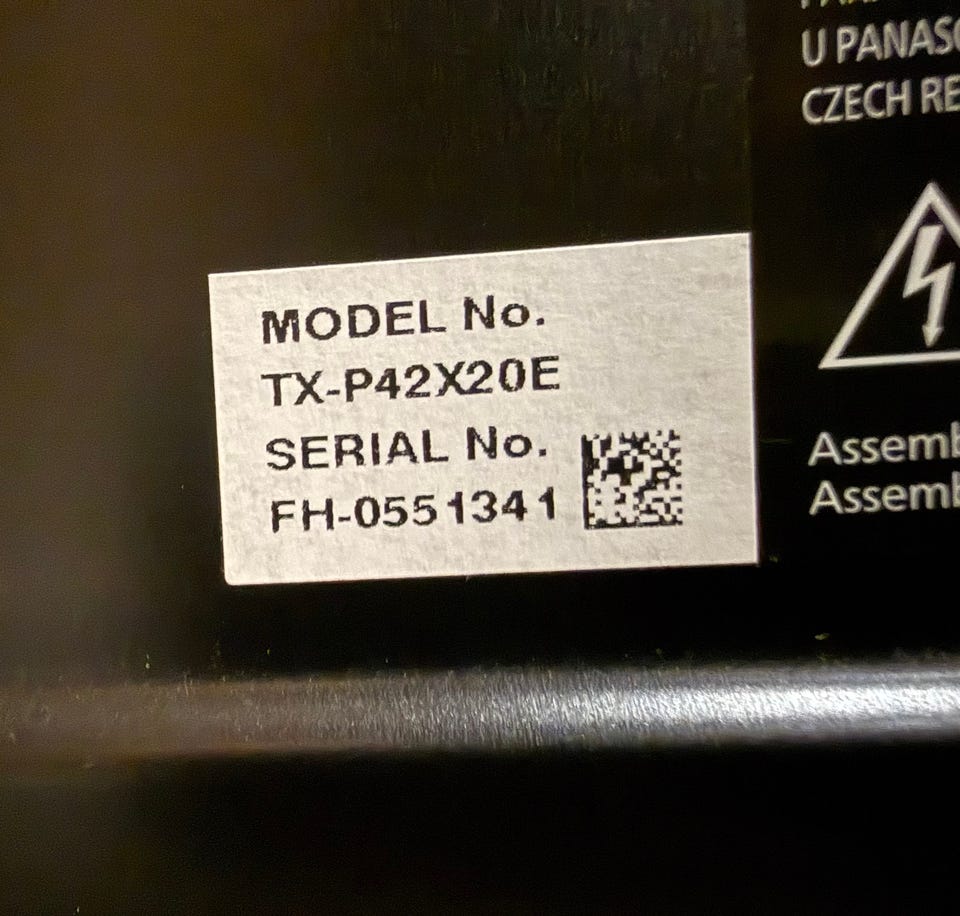 MODEL No.
TX-P42X20E
SERIAL No.
FH-0551341
U PANASO
CZECH RE
Assemb
Assemb